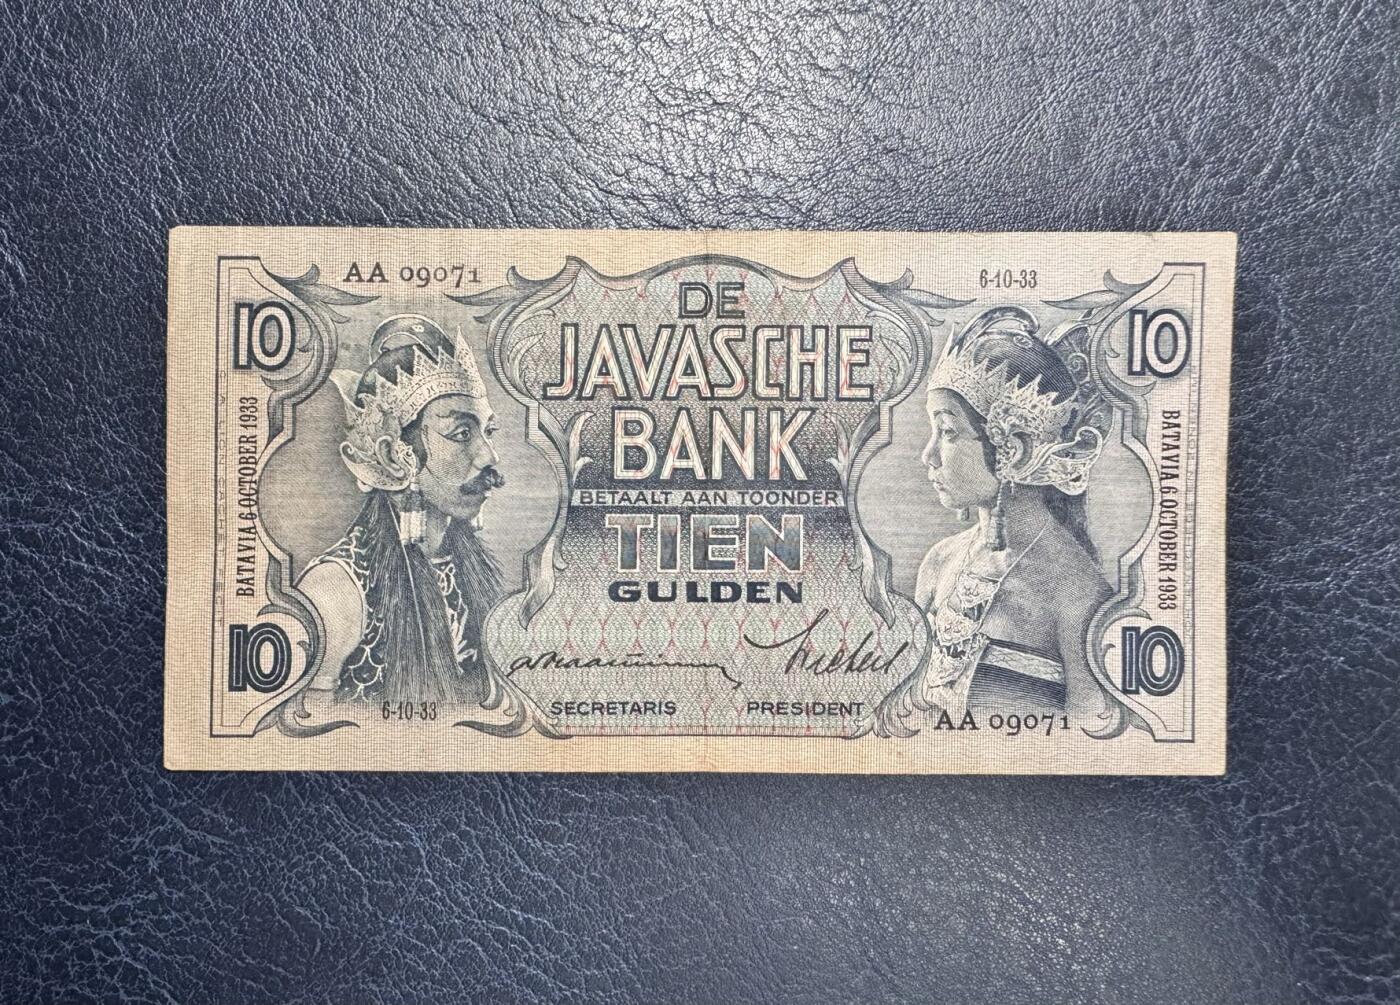 AA 09071
6-10-33
10
10
DE
JAVASCHE
BANK
BETAALT AAN TOONDER
TIEN
GULDEN
BATAVIA 6 OCTOBER 1933
BATAVIA 6 OCTOBER 1933
10
10
SECRETARIS
PRESIDENT
6-10-33
AA 09071